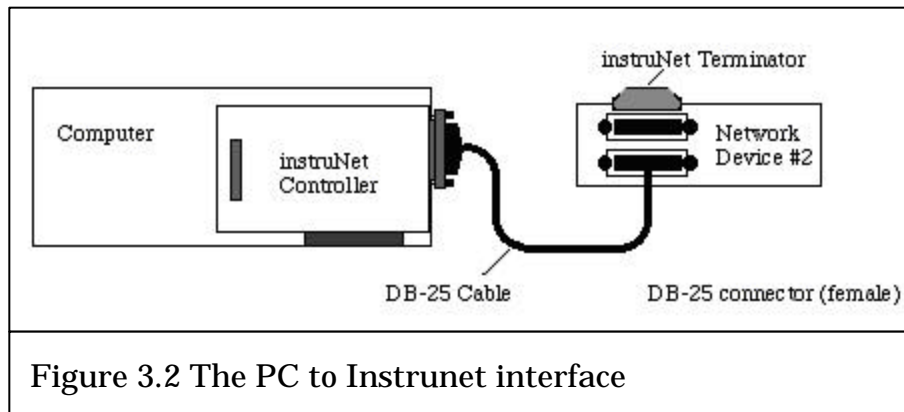 instruNet Terminator
Computer
instruNet
Controller
Network
Device #2
DB-25 Cable
DB-25 connector (female)
Figure 3.2 The PC to Instrunet interface